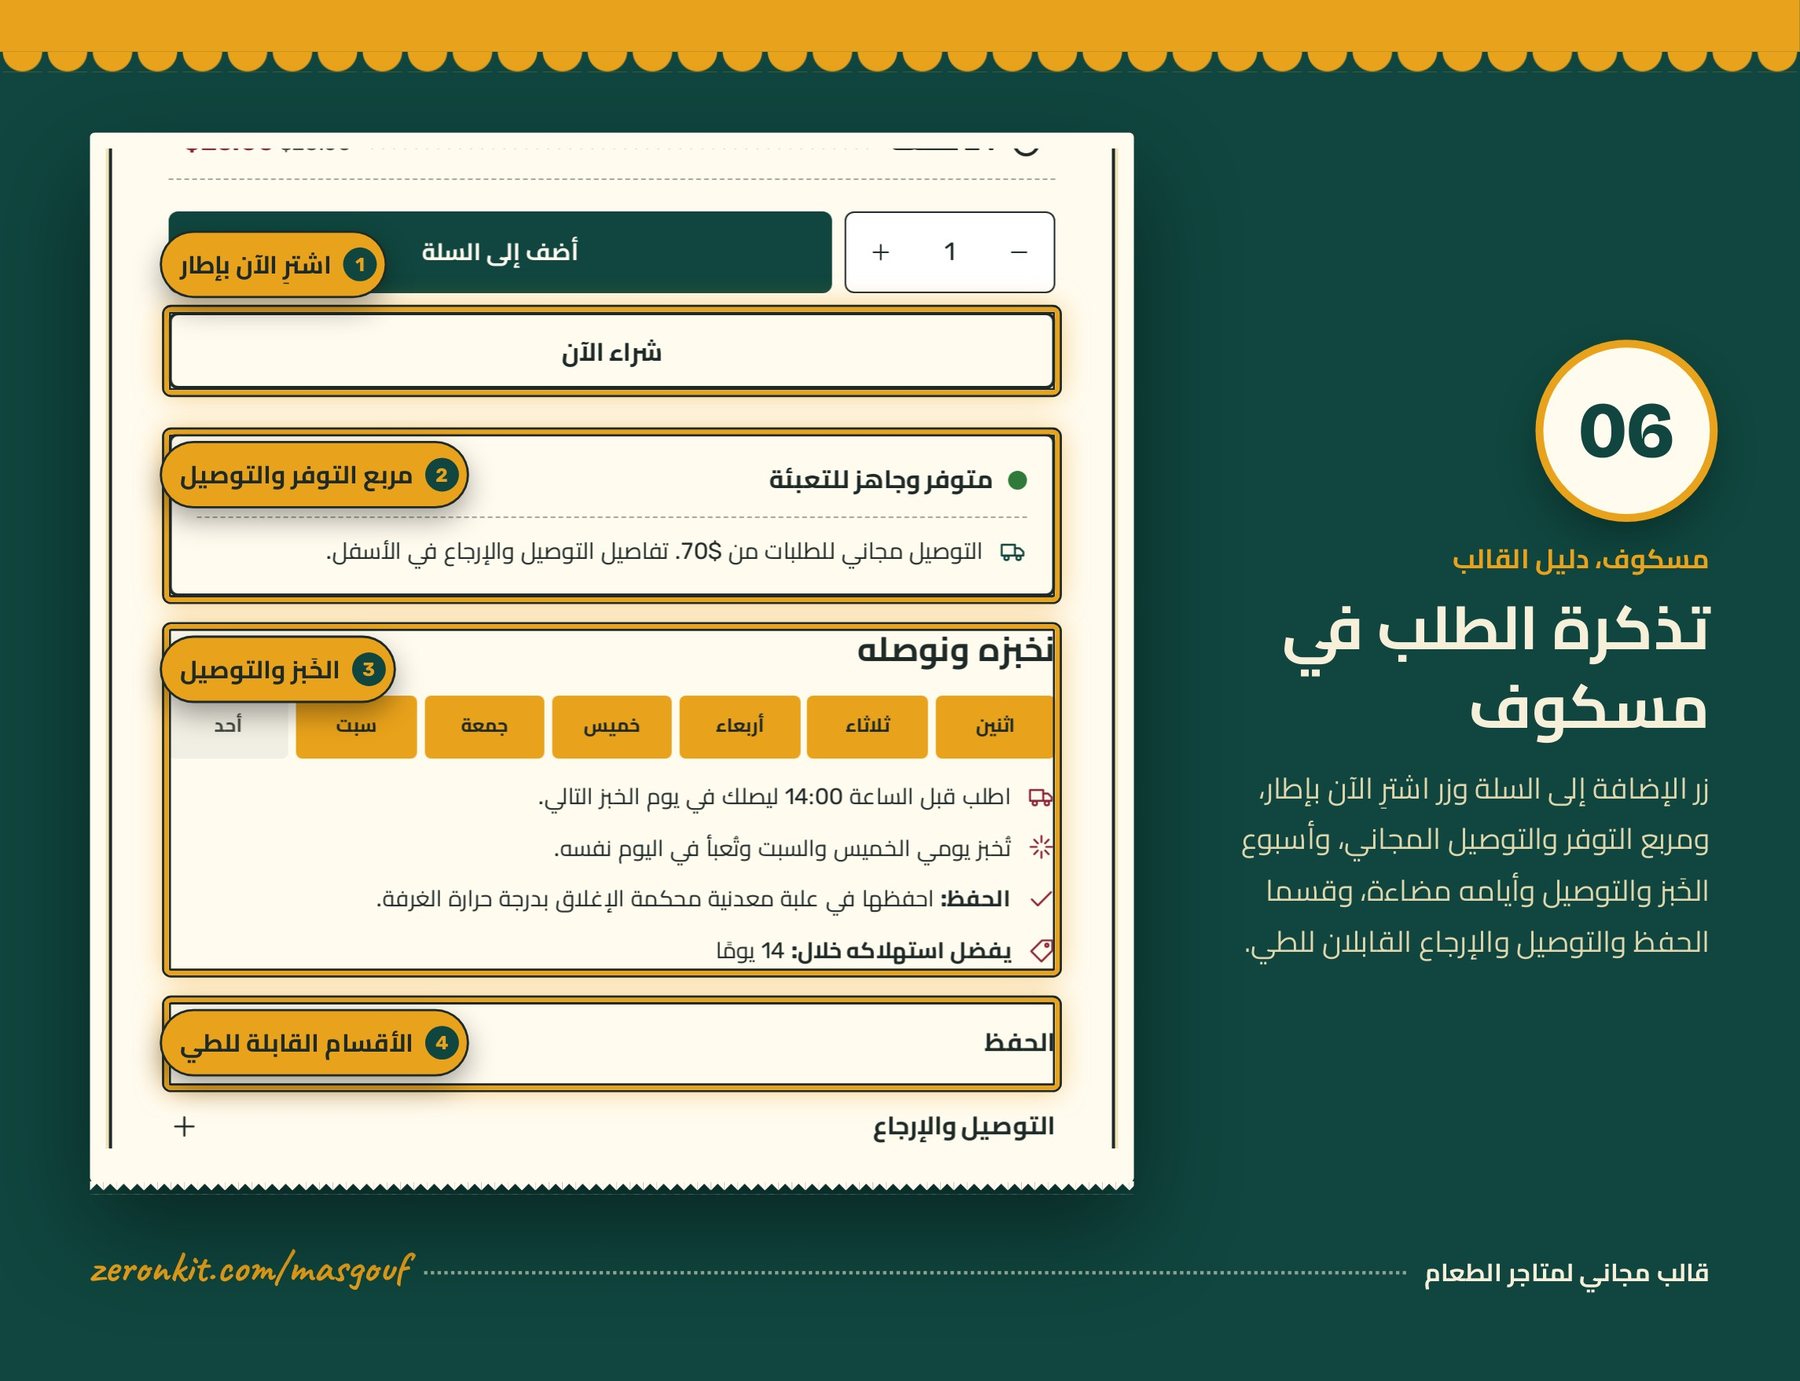 06
مسكوف، دليل القالب
تذكرة الطلب في
مسكوف
زر الإضافة إلى السلة وزر اشترِ الآن بإطار،
ومربع التوفر والتوصيل المجاني، وأسبوع
الخَبز والتوصيل وأيامه مضاءة، وقسما
الحفظ والتوصيل والإرجاع القابلان للطي.
− 1 +
أضف إلى السلة
1 اشترِ الآن بإطار
شراء الآن
متوفر وجاهز للتعبئة
2 مربع التوفر والتوصيل
التوصيل مجاني للطلبات من $70. تفاصيل التوصيل والإرجاع في الأسفل.
نخبزه ونوصله
3 الخَبز والتوصيل
اثنين ثلاثاء أربعاء خميس جمعة سبت أحد
اطلب قبل الساعة 14:00 ليصلك في يوم الخبز التالي.
تُخبز يومي الخميس والسبت وتُعبأ في اليوم نفسه.
الحفظ: احفظها في علبة معدنية محكمة الإغلاق بدرجة حرارة الغرفة.
يفضل استهلاكه خلال: 14 يومًا
الحفظ
4 الأقسام القابلة للطي
التوصيل والإرجاع +
قالب مجاني لمتاجر الطعام
zeronkit.com/masgouf